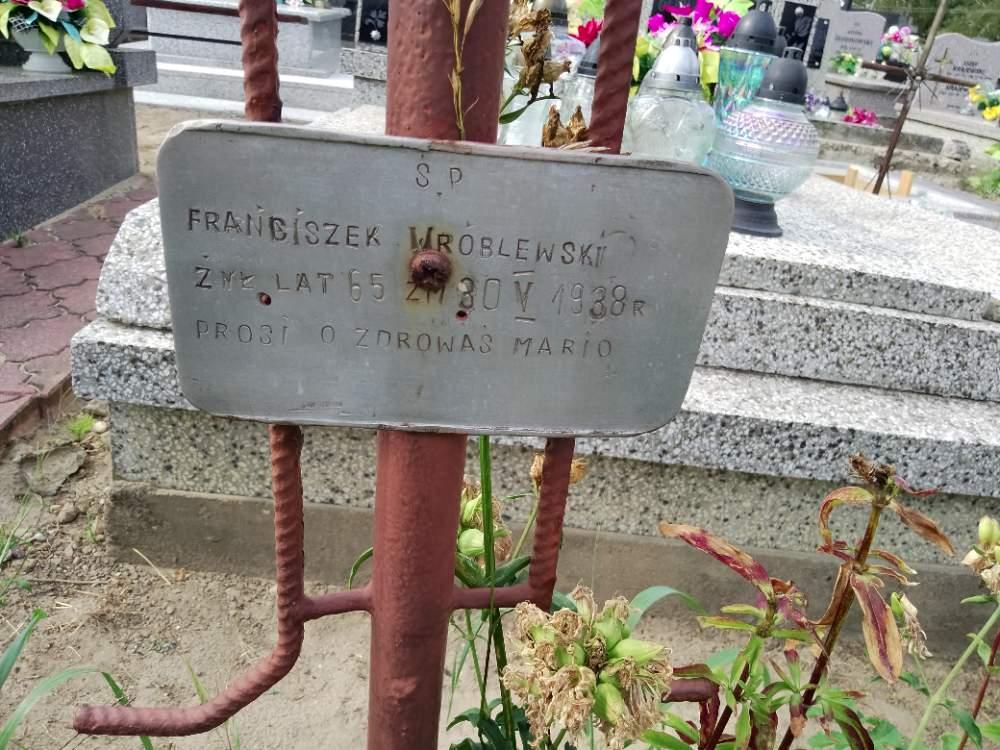 Ś P
FRANCISZEK WRÓBLEWSKI
ŻYŁ LAT 65 ZM 30 V 1938 R
PROSI O ZDROWAŚ MARIO